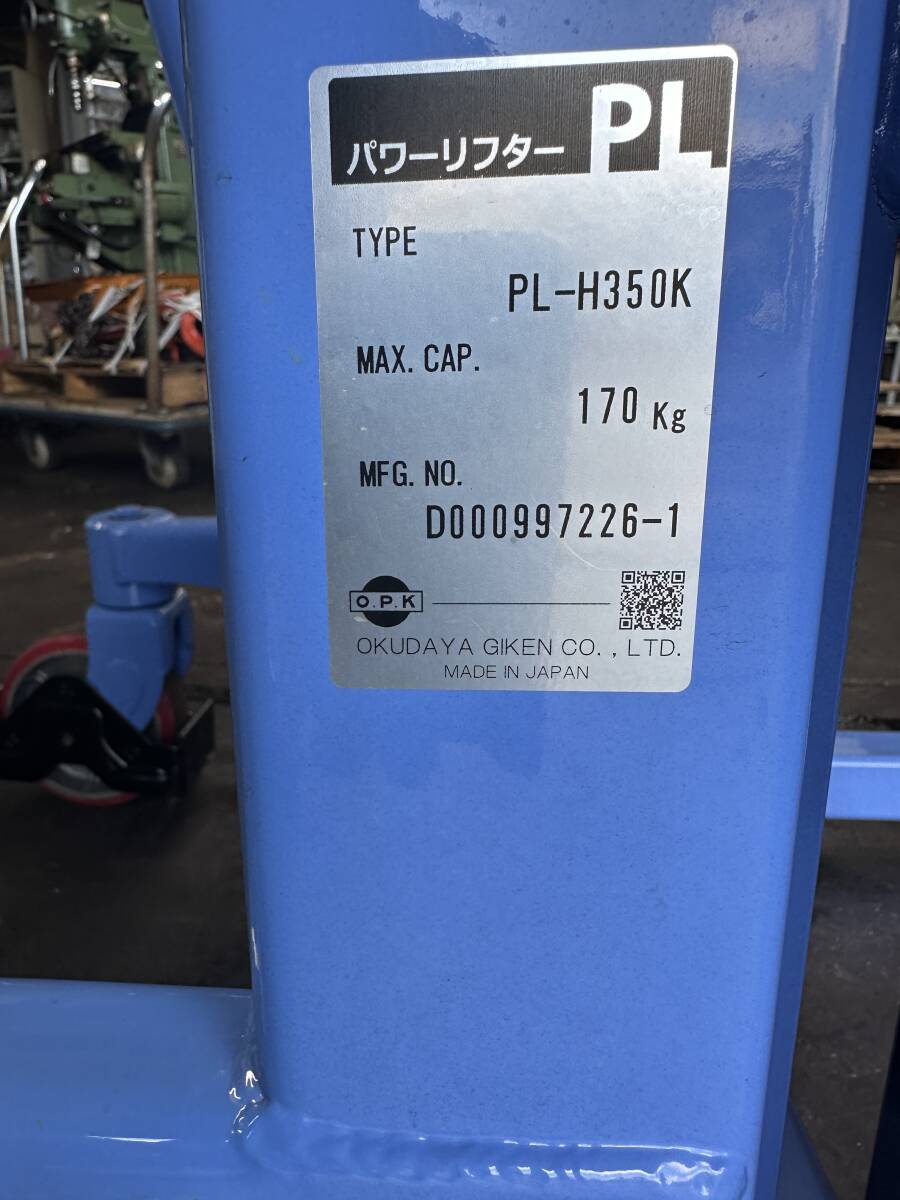 パワーリフター PL
TYPE
PL-H350K
MAX. CAP.
170 Kg
MFG. NO.
D000997226-1
O.P.K
OKUDAYA GIKEN CO., LTD.
MADE IN JAPAN